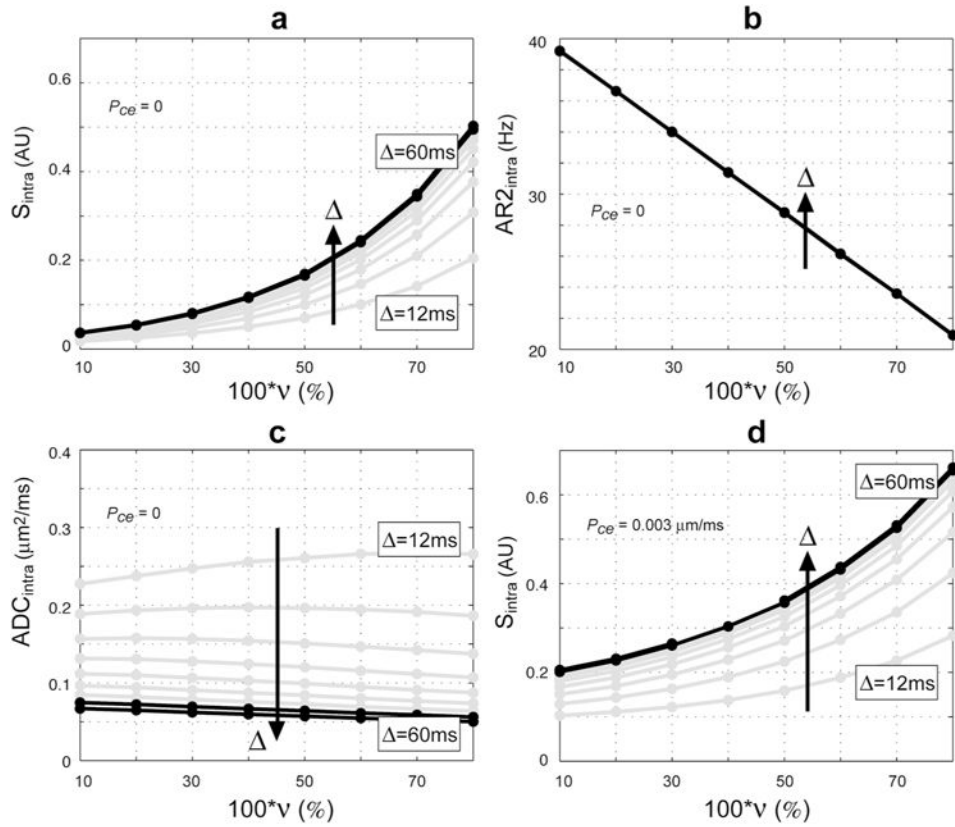 a
S_intra (AU)
0.6
0.4
0.2
0
P_ce = 0
Δ=60ms
Δ
Δ=12ms
10 30 50 70
100*ν (%)
b
AR2_intra (Hz)
40
30
20
P_ce = 0
Δ
10 30 50 70
100*ν (%)
c
ADC_intra (μm²/ms)
0.4
0.3
0.2
0.1
0
P_ce = 0
Δ=12ms
Δ=60ms
Δ
10 30 50 70
100*ν (%)
d
S_intra (AU)
0.6
0.4
0.2
0
P_ce = 0.003 μm/ms
Δ=60ms
Δ
Δ=12ms
10 30 50 70
100*ν (%)